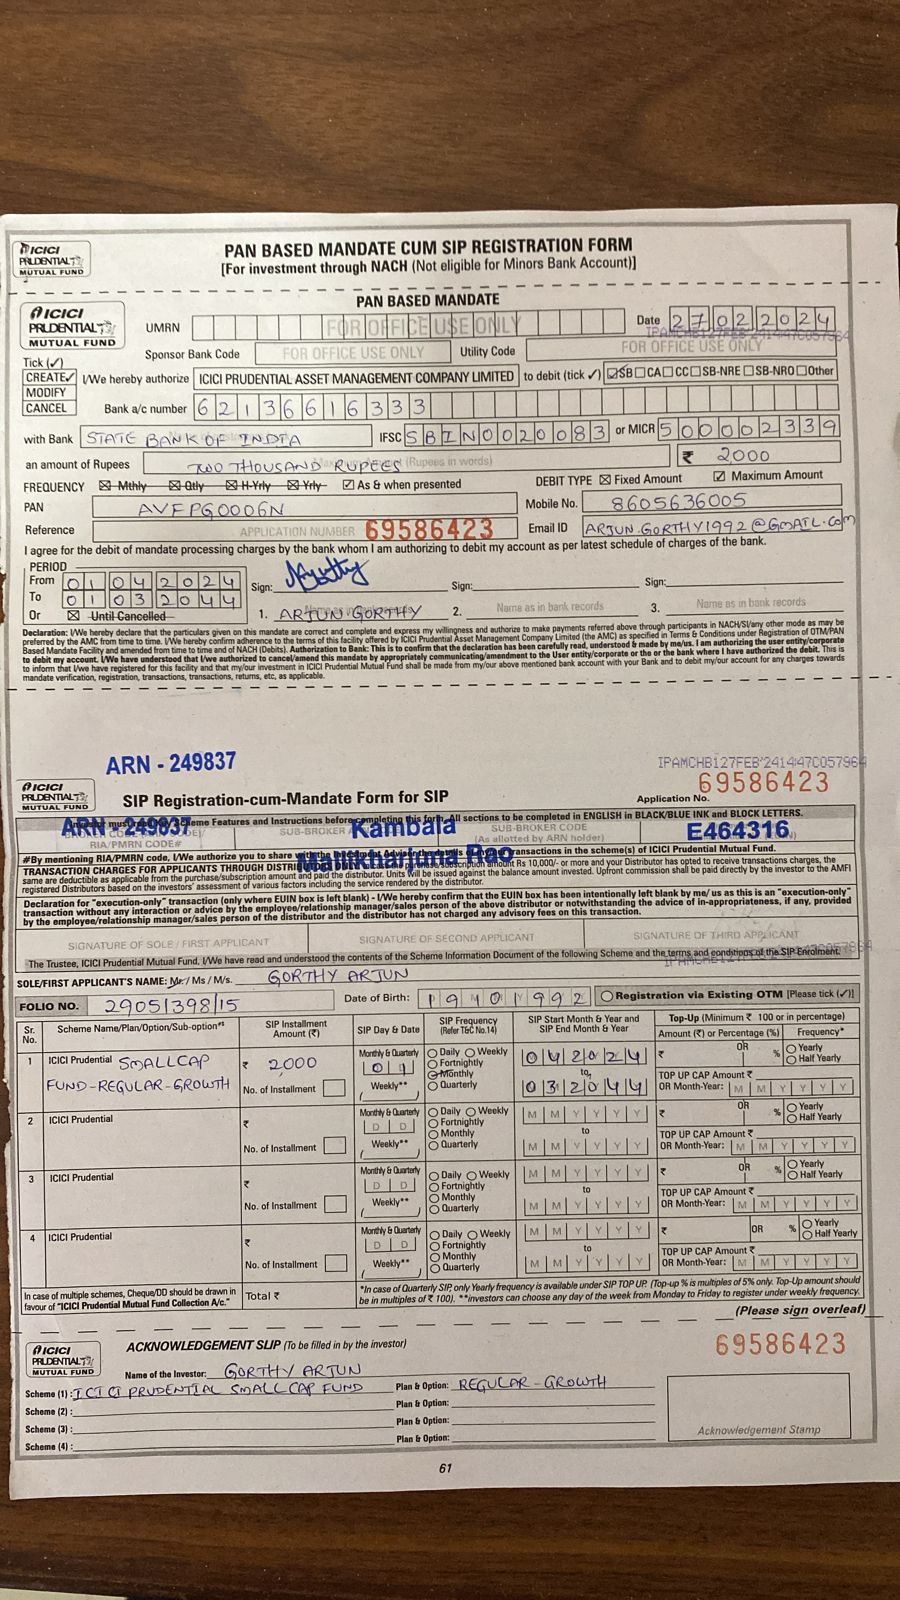 ICICI
PRUDENTIAL
MUTUAL FUND
PAN BASED MANDATE CUM SIP REGISTRATION FORM
[For investment through NACH (Not eligible for Minors Bank Account)]
PAN BASED MANDATE
ICICI
PRUDENTIAL
MUTUAL FUND
UMRN FOR OFFICE USE ONLY Date 27022024
IPAMCHB127FEB'241414:47C057964
Sponsor Bank Code FOR OFFICE USE ONLY Utility Code FOR OFFICE USE ONLY
Tick (✓)
CREATE✓ I/We hereby authorize ICICI PRUDENTIAL ASSET MANAGEMENT COMPANY LIMITED to debit (tick ✓) ☑SB ☐CA ☐CC ☐SB-NRE ☐SB-NRO ☐Other
MODIFY
CANCEL Bank a/c number 62136616333
with Bank STATE BANK OF INDIA IFSC SBIN0020083 or MICR 500002339
an amount of Rupees TWO THOUSAND RUPEES (Rupees in words) ₹ 2000
FREQUENCY ☒ Mthly ☒ Qtly ☒ H-Yrly ☒ Yrly ☑ As & when presented DEBIT TYPE ☒ Fixed Amount ☑ Maximum Amount
PAN AVFPG0006N Mobile No. 8605636005
Reference APPLICATION NUMBER 69586423 Email ID ARJUN.GORTHY1992@GMAIL.COM
I agree for the debit of mandate processing charges by the bank whom I am authorizing to debit my account as per latest schedule of charges of the bank.
PERIOD
From 01042024 Sign: Sign: Sign:
To 01032044
Or ☒ Until Cancelled 1. ARJUN GORTHY 2. Name as in bank records 3. Name as in bank records
Declaration: I/We hereby declare that the particulars given on this mandate are correct and complete and express my willingness and authorize to make payments referred above through participants in NACH/SI/any other mode as may be
preferred by the AMC from time to time. I/We hereby confirm adherence to the terms of this facility offered by ICICI Prudential Asset Management Company Limited (the AMC) as specified in Terms & Conditions under Registration of OTM/PAN
Based Mandate Facility and amended from time to time and of NACH (Debits). Authorization to Bank: This is to confirm that the declaration has been carefully read, understood & made by me/us. I am authorizing the user entity/corporate
to debit my account. I/We have understood that I/we are authorized to cancel/amend this mandate by appropriately communicating/amendment to the User entity/corporate or the or the bank where I have authorized the debit. This is
to inform that I/we have registered for this facility and that my/our investment in ICICI Prudential Mutual Fund shall be made from my/our above mentioned bank account with your Bank and to debit my/our account for any charges towards
mandate verification, registration, transactions, transactions, returns, etc, as applicable.
ARN - 249837
IPAMCHB127FEB'241414:47C057964
ICICI
PRUDENTIAL
MUTUAL FUND
SIP Registration-cum-Mandate Form for SIP Application No. 69586423
Scheme Features and Instructions before completing this form. All sections to be completed in ENGLISH in BLACK/BLUE INK and BLOCK LETTERS.
ARN - 249837 Kambala E464316
RIA/PMRN CODE# SUB-BROKER SUB-BROKER CODE
(As allotted by ARN holder)
Mallikharjuna Rao
#By mentioning RIA/PMRN code, I/We authorize you to share with the Investment Adviser the details of my/our transactions in the scheme(s) of ICICI Prudential Mutual Fund.
TRANSACTION CHARGES FOR APPLICATIONS THROUGH purchase/subscription amount Rs 10,000/- or more and your Distributor has opted to receive transactions charges, the
same are deductible as applicable from the purchase/subscription amount and paid the distributor. Units will be issued against the balance amount invested. Upfront commission shall be paid directly by the investor to the AMFI
registered Distributors based on the investors' assessment of various factors including the service rendered by the distributor.
Declaration for "execution-only" transaction (only where EUIN box is left blank) - I/We hereby confirm that the EUIN box has been intentionally left blank by me/us as this is an "execution-only"
transaction without any interaction or advice by the employee/relationship manager/sales person of the above distributor or notwithstanding the advice of in-appropriateness, if any, provided
by the employee/relationship manager/sales person of the distributor and the distributor has not charged any advisory fees on this transaction.
SIGNATURE OF SOLE / FIRST APPLICANT SIGNATURE OF SECOND APPLICANT SIGNATURE OF THIRD APPLICANT
The Trustee, ICICI Prudential Mutual Fund, I/We have read and understood the contents of the Scheme Information Document of the following Scheme and the terms and conditions of the SIP Enrolment.
SOLE/FIRST APPLICANT'S NAME: Mr./ Ms / M/s. GORTHY ARJUN
FOLIO NO. 29051398/15 Date of Birth: 19101992 Registration via Existing OTM [Please tick (✓)]
Sr. No. Scheme Name/Plan/Option/Sub-option SIP Installment Amount (₹) SIP Day & Date SIP Frequency (Refer T&C No.14) SIP Start Month & Year and SIP End Month & Year Top-Up (Minimum ₹ 100 or in percentage)
Amount (₹) or Percentage (%) Frequency*
1 ICICI Prudential SMALLCAP ₹ 2000 Monthly & Quarterly 01 Daily Weekly Fortnightly 042024 ₹ OR % Yearly Half Yearly
FUND-REGULAR-GROWTH No. of Installment Weekly** Monthly Quarterly to 032044 TOP UP CAP Amount ₹ OR Month-Year: M M Y Y Y Y
2 ICICI Prudential ₹ Monthly & Quarterly D D Daily Weekly Fortnightly M M Y Y Y Y ₹ OR % Yearly Half Yearly
No. of Installment Weekly** Monthly Quarterly to M M Y Y Y Y TOP UP CAP Amount ₹ OR Month-Year: M M Y Y Y Y
3 ICICI Prudential ₹ Monthly & Quarterly D D Daily Weekly Fortnightly M M Y Y Y Y ₹ OR % Yearly Half Yearly
No. of Installment Weekly** Monthly Quarterly to M M Y Y Y Y TOP UP CAP Amount ₹ OR Month-Year: M M Y Y Y Y
4 ICICI Prudential ₹ Monthly & Quarterly D D Daily Weekly Fortnightly M M Y Y Y Y ₹ OR % Yearly Half Yearly
No. of Installment Weekly** Monthly Quarterly to M M Y Y Y Y TOP UP CAP Amount ₹ OR Month-Year: M M Y Y Y Y
In case of multiple schemes, Cheque/DD should be drawn in Total ₹ *In case of Quarterly SIP, only Yearly frequency is available under SIP TOP UP. (Top-up % is multiples of 5% only. Top-Up amount should
favour of "ICICI Prudential Mutual Fund Collection A/c." be in multiples of ₹ 100). **investors can choose any day of the week from Monday to Friday to register under weekly frequency.
(Please sign overleaf)
ICICI
PRUDENTIAL
MUTUAL FUND
ACKNOWLEDGEMENT SLIP (To be filled in by the investor) 69586423
Name of the Investor: GORTHY ARJUN
Scheme (1) : ICICI PRUDENTIAL SMALLCAP FUND Plan & Option: REGULAR-GROWTH
Scheme (2) : Plan & Option:
Scheme (3) : Plan & Option:
Scheme (4) : Plan & Option:
Acknowledgement Stamp
61